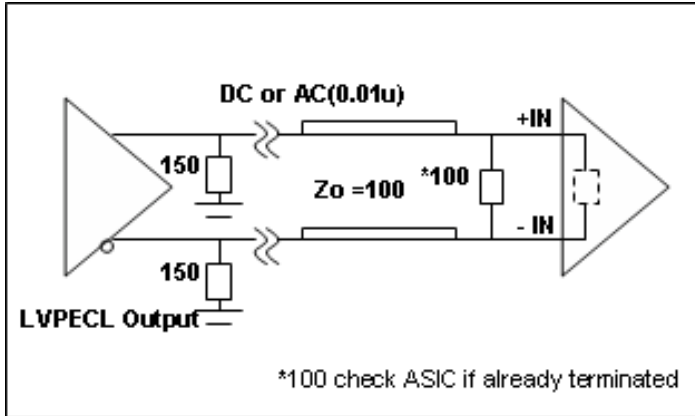 DC or AC(0.01u)
+IN
150
*100
Zo =100
- IN
150
LVPECL Output
*100 check ASIC if already terminated